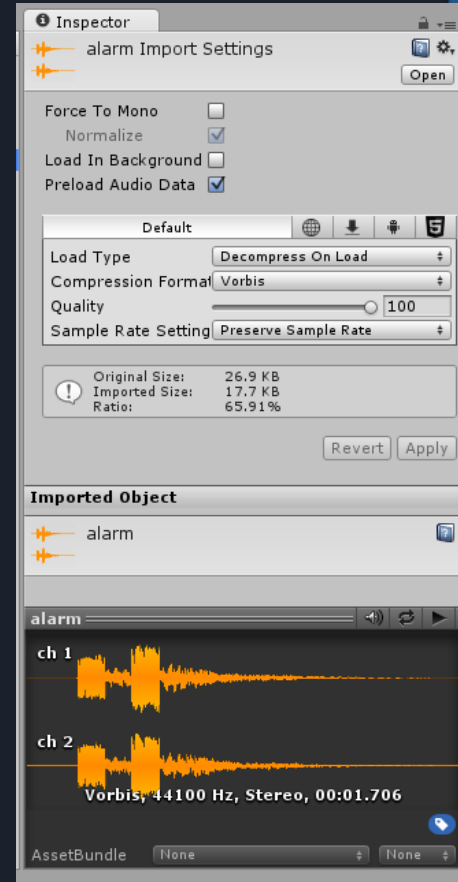 Inspector
alarm Import Settings
Open
Force To Mono
Normalize
Load In Background
Preload Audio Data
Default
Load Type Decompress On Load
Compression Format Vorbis
Quality 100
Sample Rate Setting Preserve Sample Rate
Original Size: 26.9 KB
Imported Size: 17.7 KB
Ratio: 65.91%
Revert Apply
Imported Object
alarm
alarm
ch 1
ch 2
Vorbis, 44100 Hz, Stereo, 00:01.706
AssetBundle None None